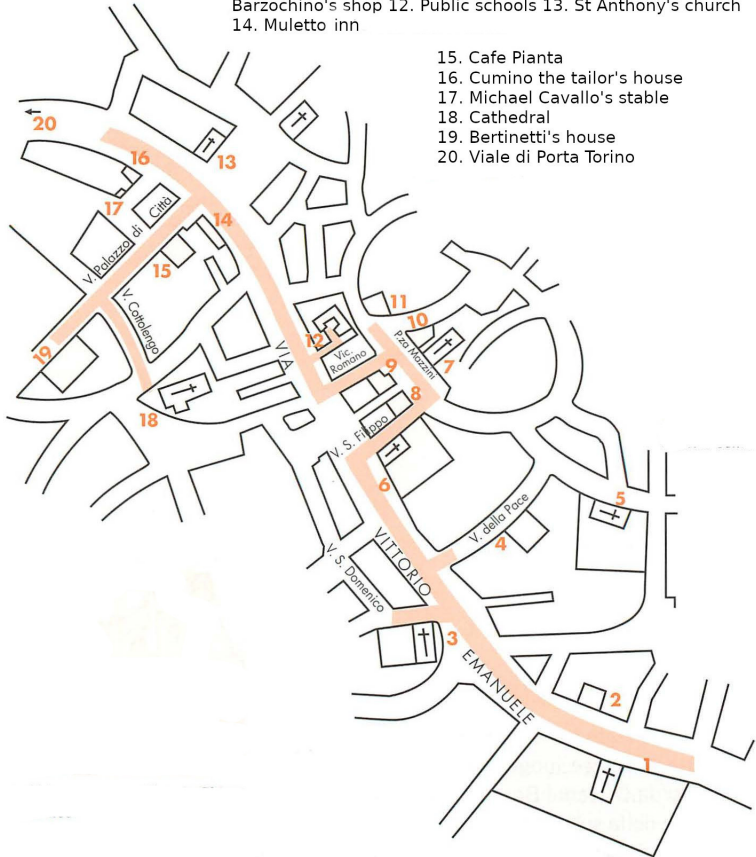 Barzochino's shop 12. Public schools 13. St Anthony's church
14. Muletto inn
15. Cafe Pianta
16. Cumino the tailor's house
17. Michael Cavallo's stable
18. Cathedral
19. Bertinetti's house
20. Viale di Porta Torino
20
16
13
17
V. Palazzo di Città
14
15
V. Cottolengo
11
10
19
12
Vic. Romano
P.za Mazzini
7
9
VIA
8
18
V. S. Filippo
6
5
V. della Pace
4
VITTORIO
V. S. Domenico
3
EMANUELE
2
1